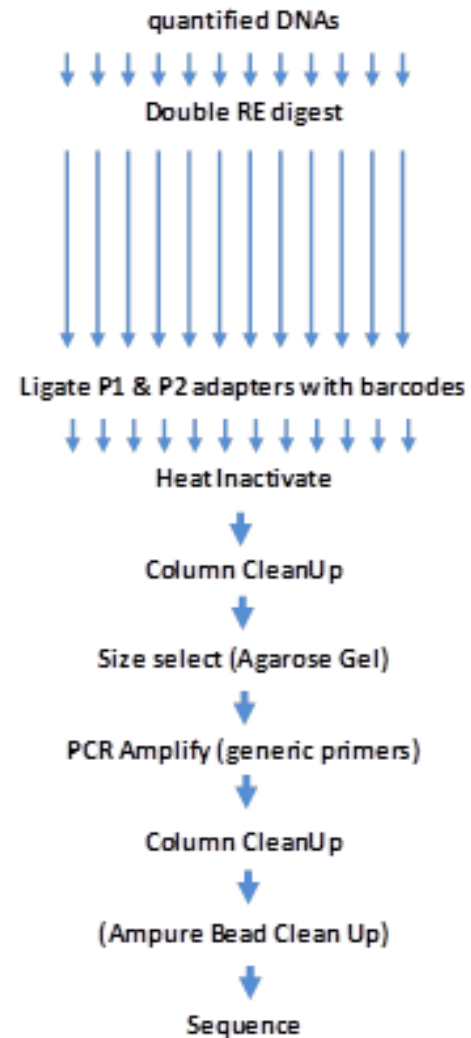 quantified DNAs
Double RE digest
Ligate P1 & P2 adapters with barcodes
Heat Inactivate
Column CleanUp
Size select (Agarose Gel)
PCR Amplify (generic primers)
Column CleanUp
(Ampure Bead Clean Up)
Sequence